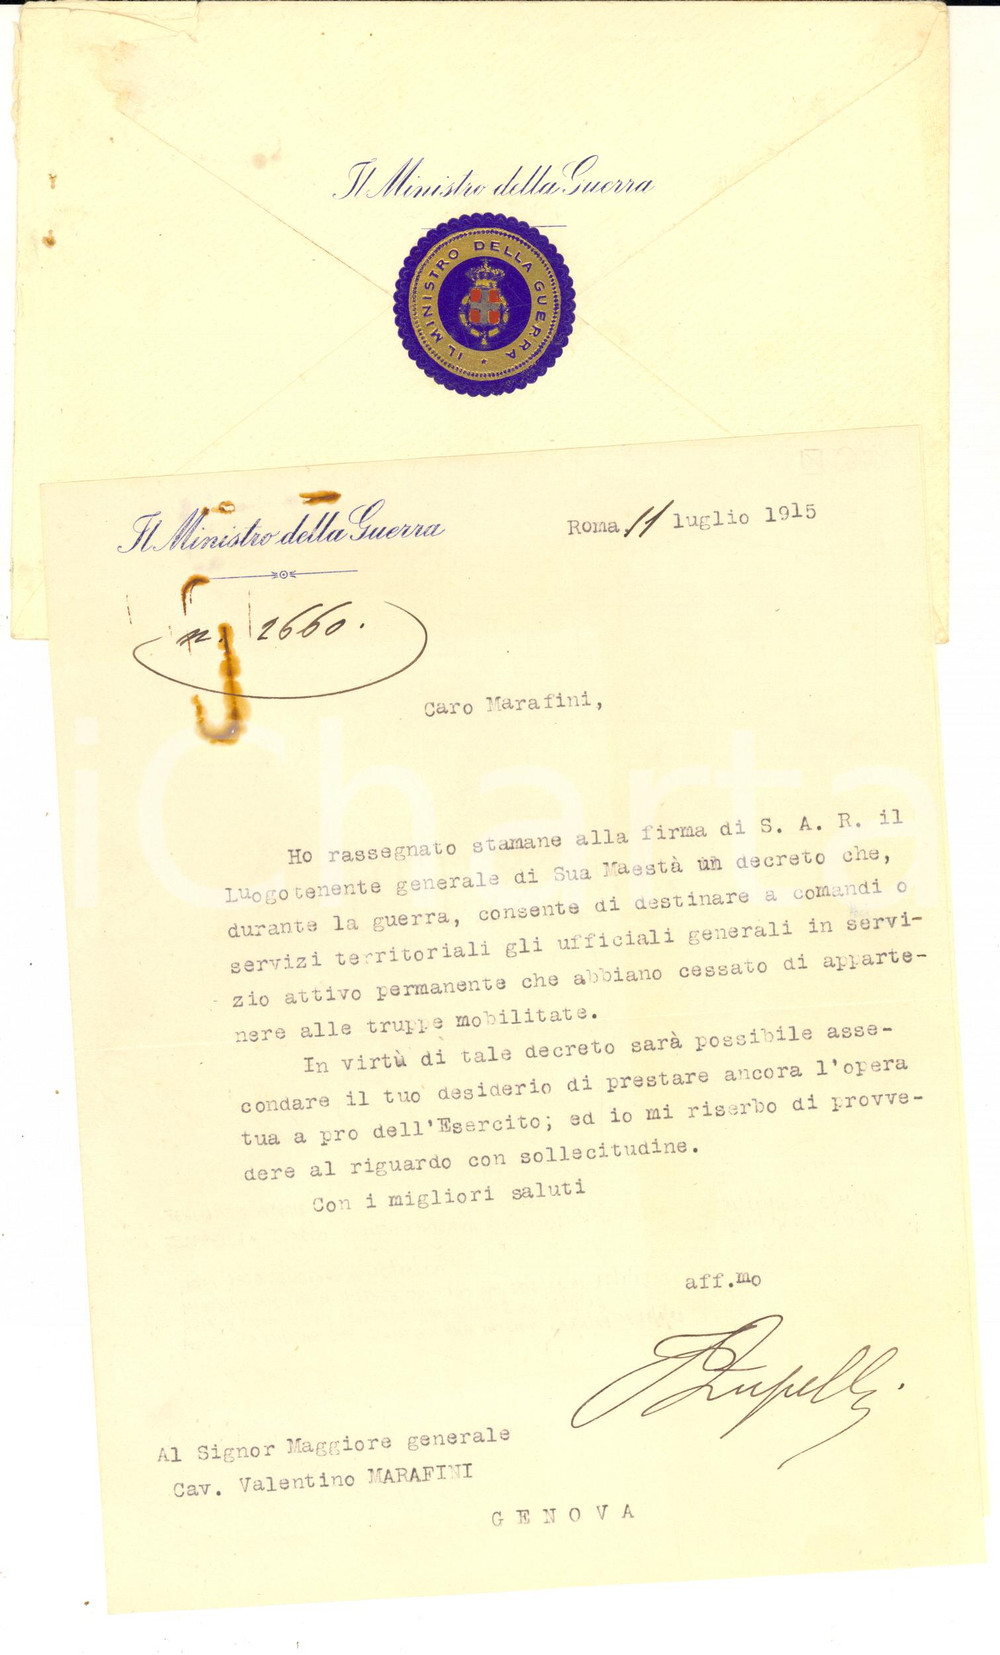 Il Ministro della Guerra
IL MINISTRO DELLA GUERRA
Il Ministro della Guerra
Roma 11 luglio 1915
n. 2660.
Caro Marafini,
iCharta
Ho rassegnato stamane alla firma di S. A. R. il
Luogotenente generale di Sua Maestà un decreto che,
durante la guerra, consente di destinare a comandi o
servizi territoriali gli ufficiali generali in servi-
zio attivo permanente che abbiano cessato di apparte-
nere alle truppe mobilitate.
In virtù di tale decreto sarà possibile asse-
condare il tuo desiderio di prestare ancora l'opera
tua a pro dell'Esercito; ed io mi riserbo di provve-
dere al riguardo con sollecitudine.
Con i migliori saluti
aff.mo
Zupelli.
Al Signor Maggiore generale
Cav. Valentino MARAFINI
GENOVA